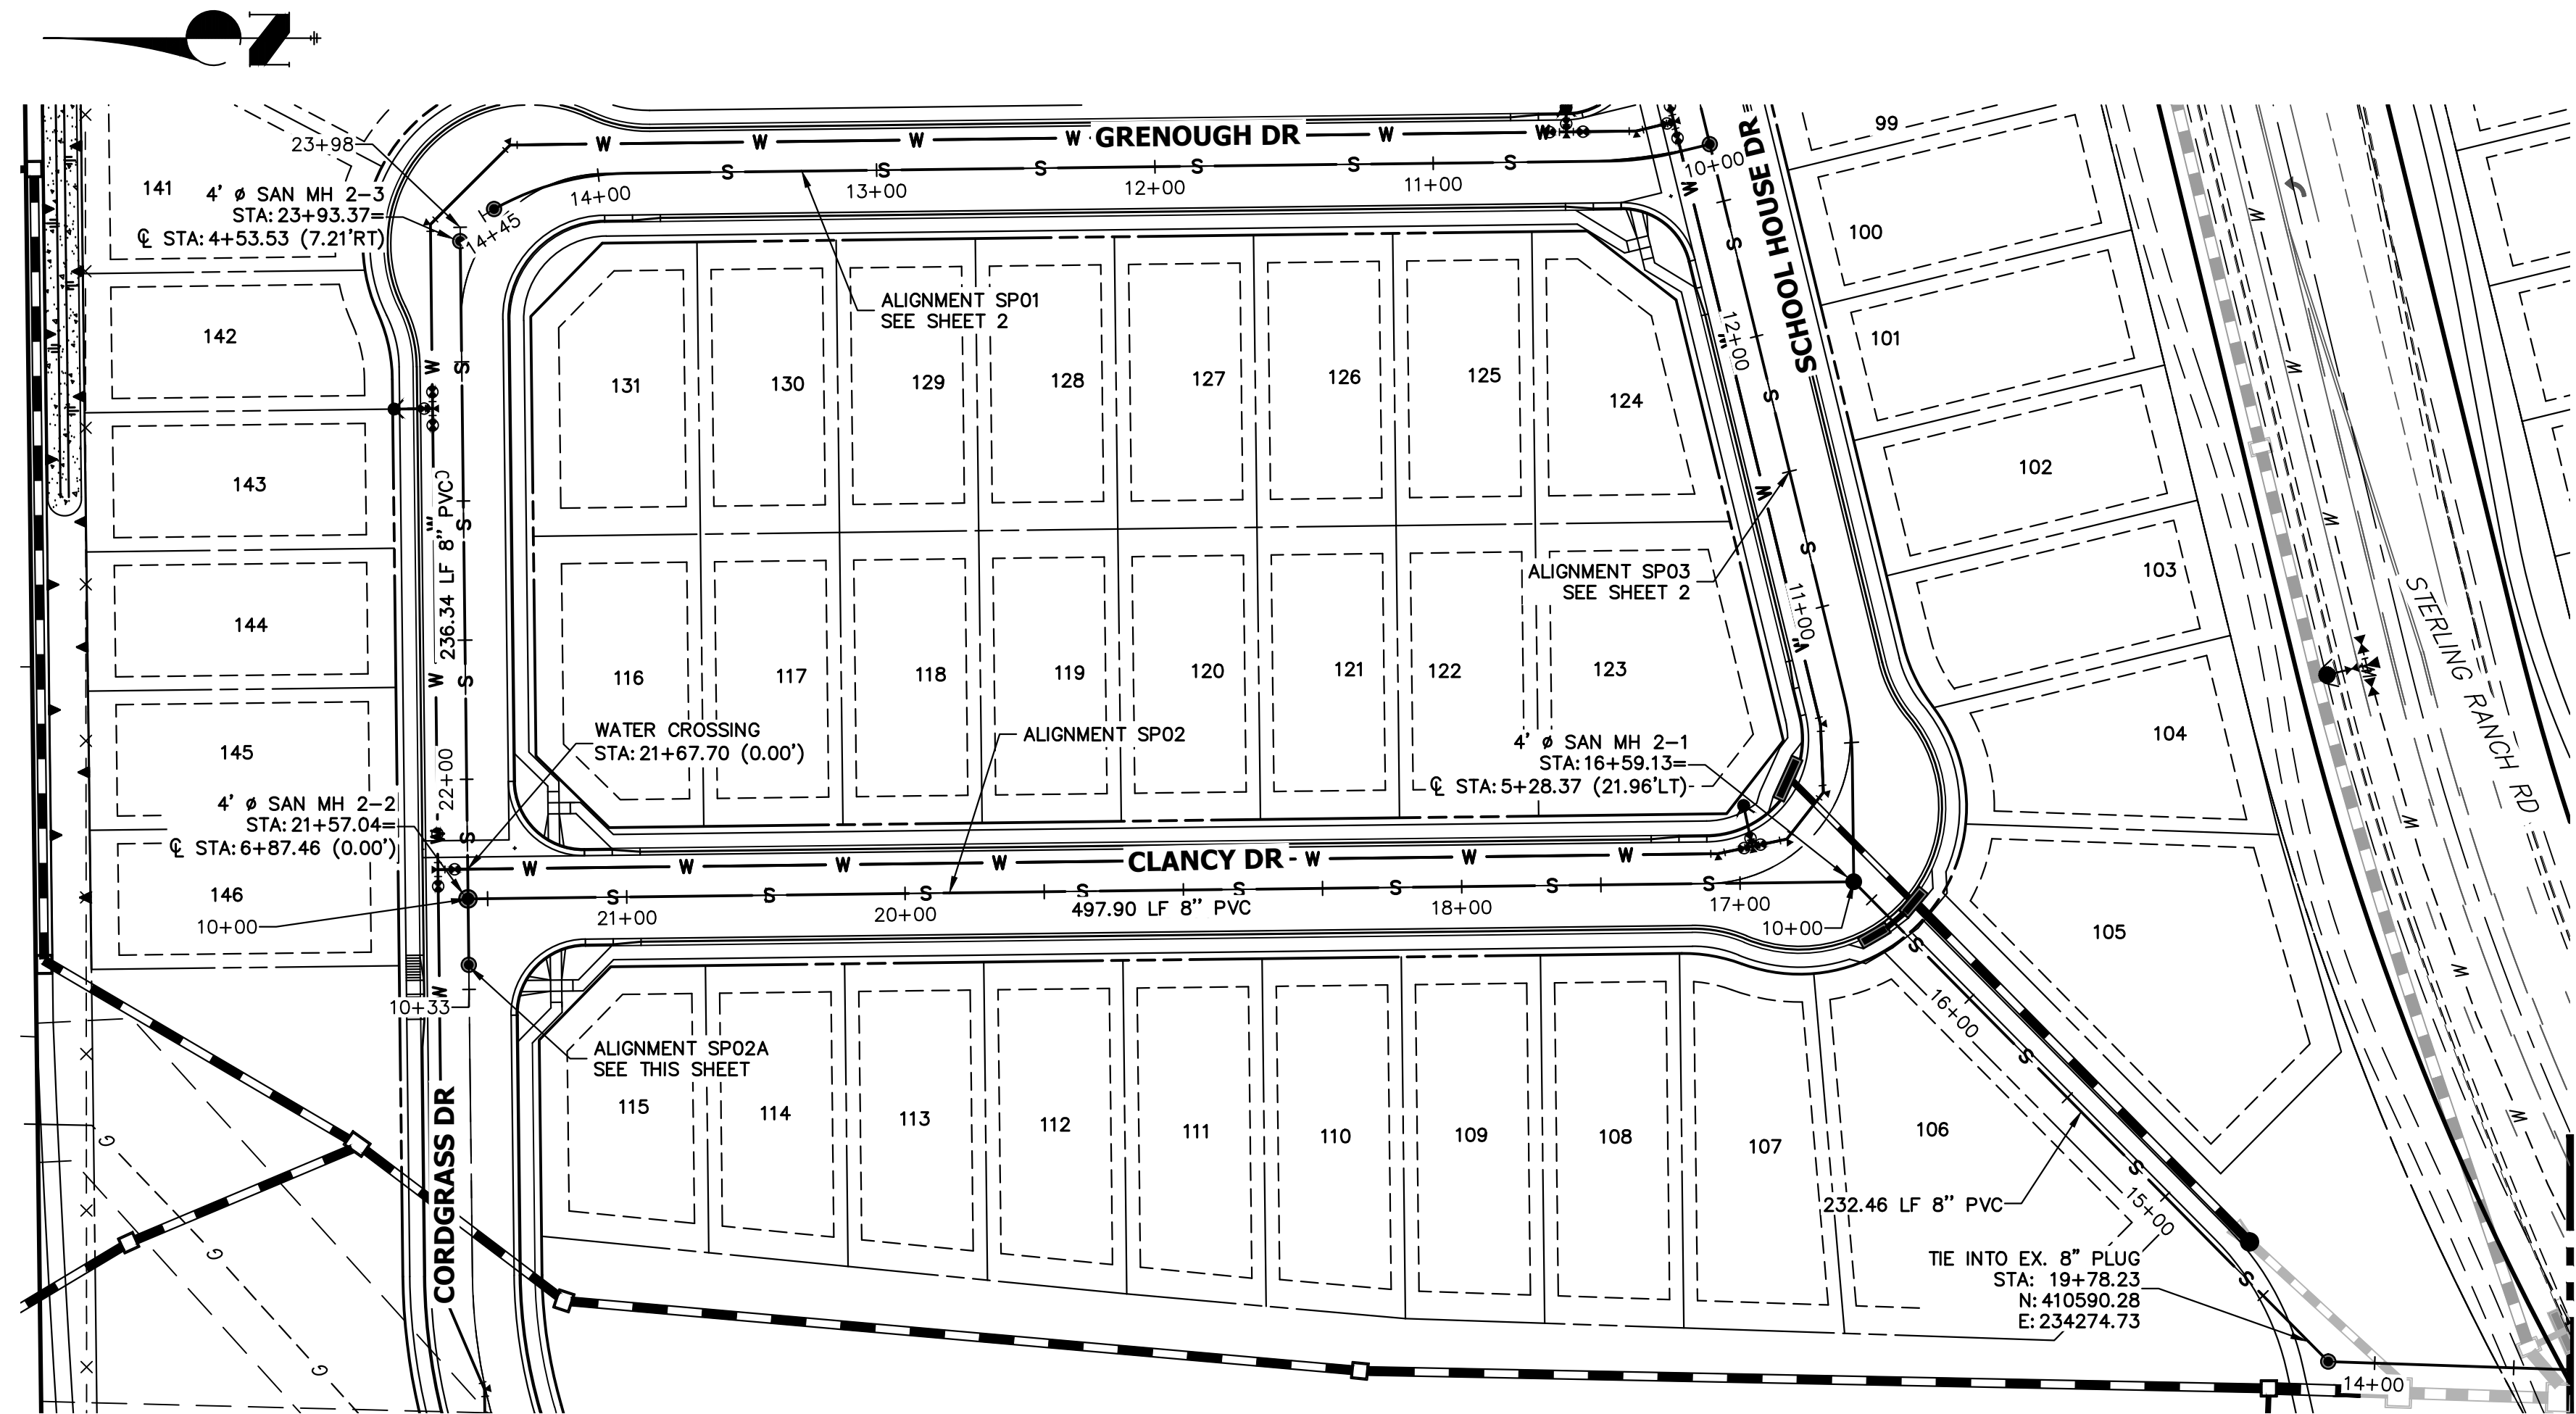 N
GRENOUGH DR
SCHOOL HOUSE DR
10+00
11+00
12+00
13+00
14+00
14+45
23+98
141
4' ø SAN MH 2-3
STA: 23+93.37=
℄ STA: 4+53.53 (7.21'RT)
99
100
101
102
103
104
105
142
143
144
145
146
ALIGNMENT SP01
SEE SHEET 2
131
130
129
128
127
126
125
124
12+00
11+00
236.34 LF 8" PVC
ALIGNMENT SP03
SEE SHEET 2
116
117
118
119
120
121
122
123
WATER CROSSING
STA: 21+67.70 (0.00')
ALIGNMENT SP02
4' ø SAN MH 2-1
STA: 16+59.13=
℄ STA: 5+28.37 (21.96'LT)
22+00
4' ø SAN MH 2-2
STA: 21+57.04=
℄ STA: 6+87.46 (0.00')
10+00
CLANCY DR
21+00
20+00
497.90 LF 8" PVC
18+00
17+00
10+00
10+33
ALIGNMENT SP02A
SEE THIS SHEET
16+00
15+00
115
114
113
112
111
110
109
108
107
106
232.46 LF 8" PVC
TIE INTO EX. 8" PLUG
STA: 19+78.23
N: 410590.28
E: 234274.73
14+00
CORDGRASS DR
STERLING RANCH RD
W W W W W W
S S S S S S
W W W W
S S S S
W W W W
S S S S
W W W W W W W
S S S S S S S S
S S S S
W W W W W W W
G G G